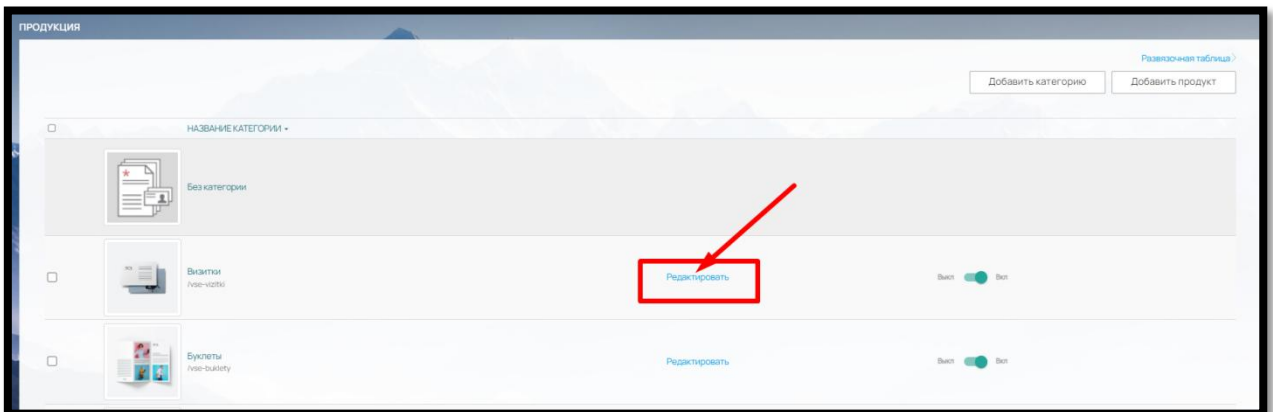 ПРОДУКЦИЯ
Развязочная таблица
Добавить категорию Добавить продукт
НАЗВАНИЕ КАТЕГОРИИ
Без категории
Визитки
/vse-vizitki
Редактировать
Выкл Вкл
Буклеты
/vse-buklety
Редактировать
Выкл Вкл